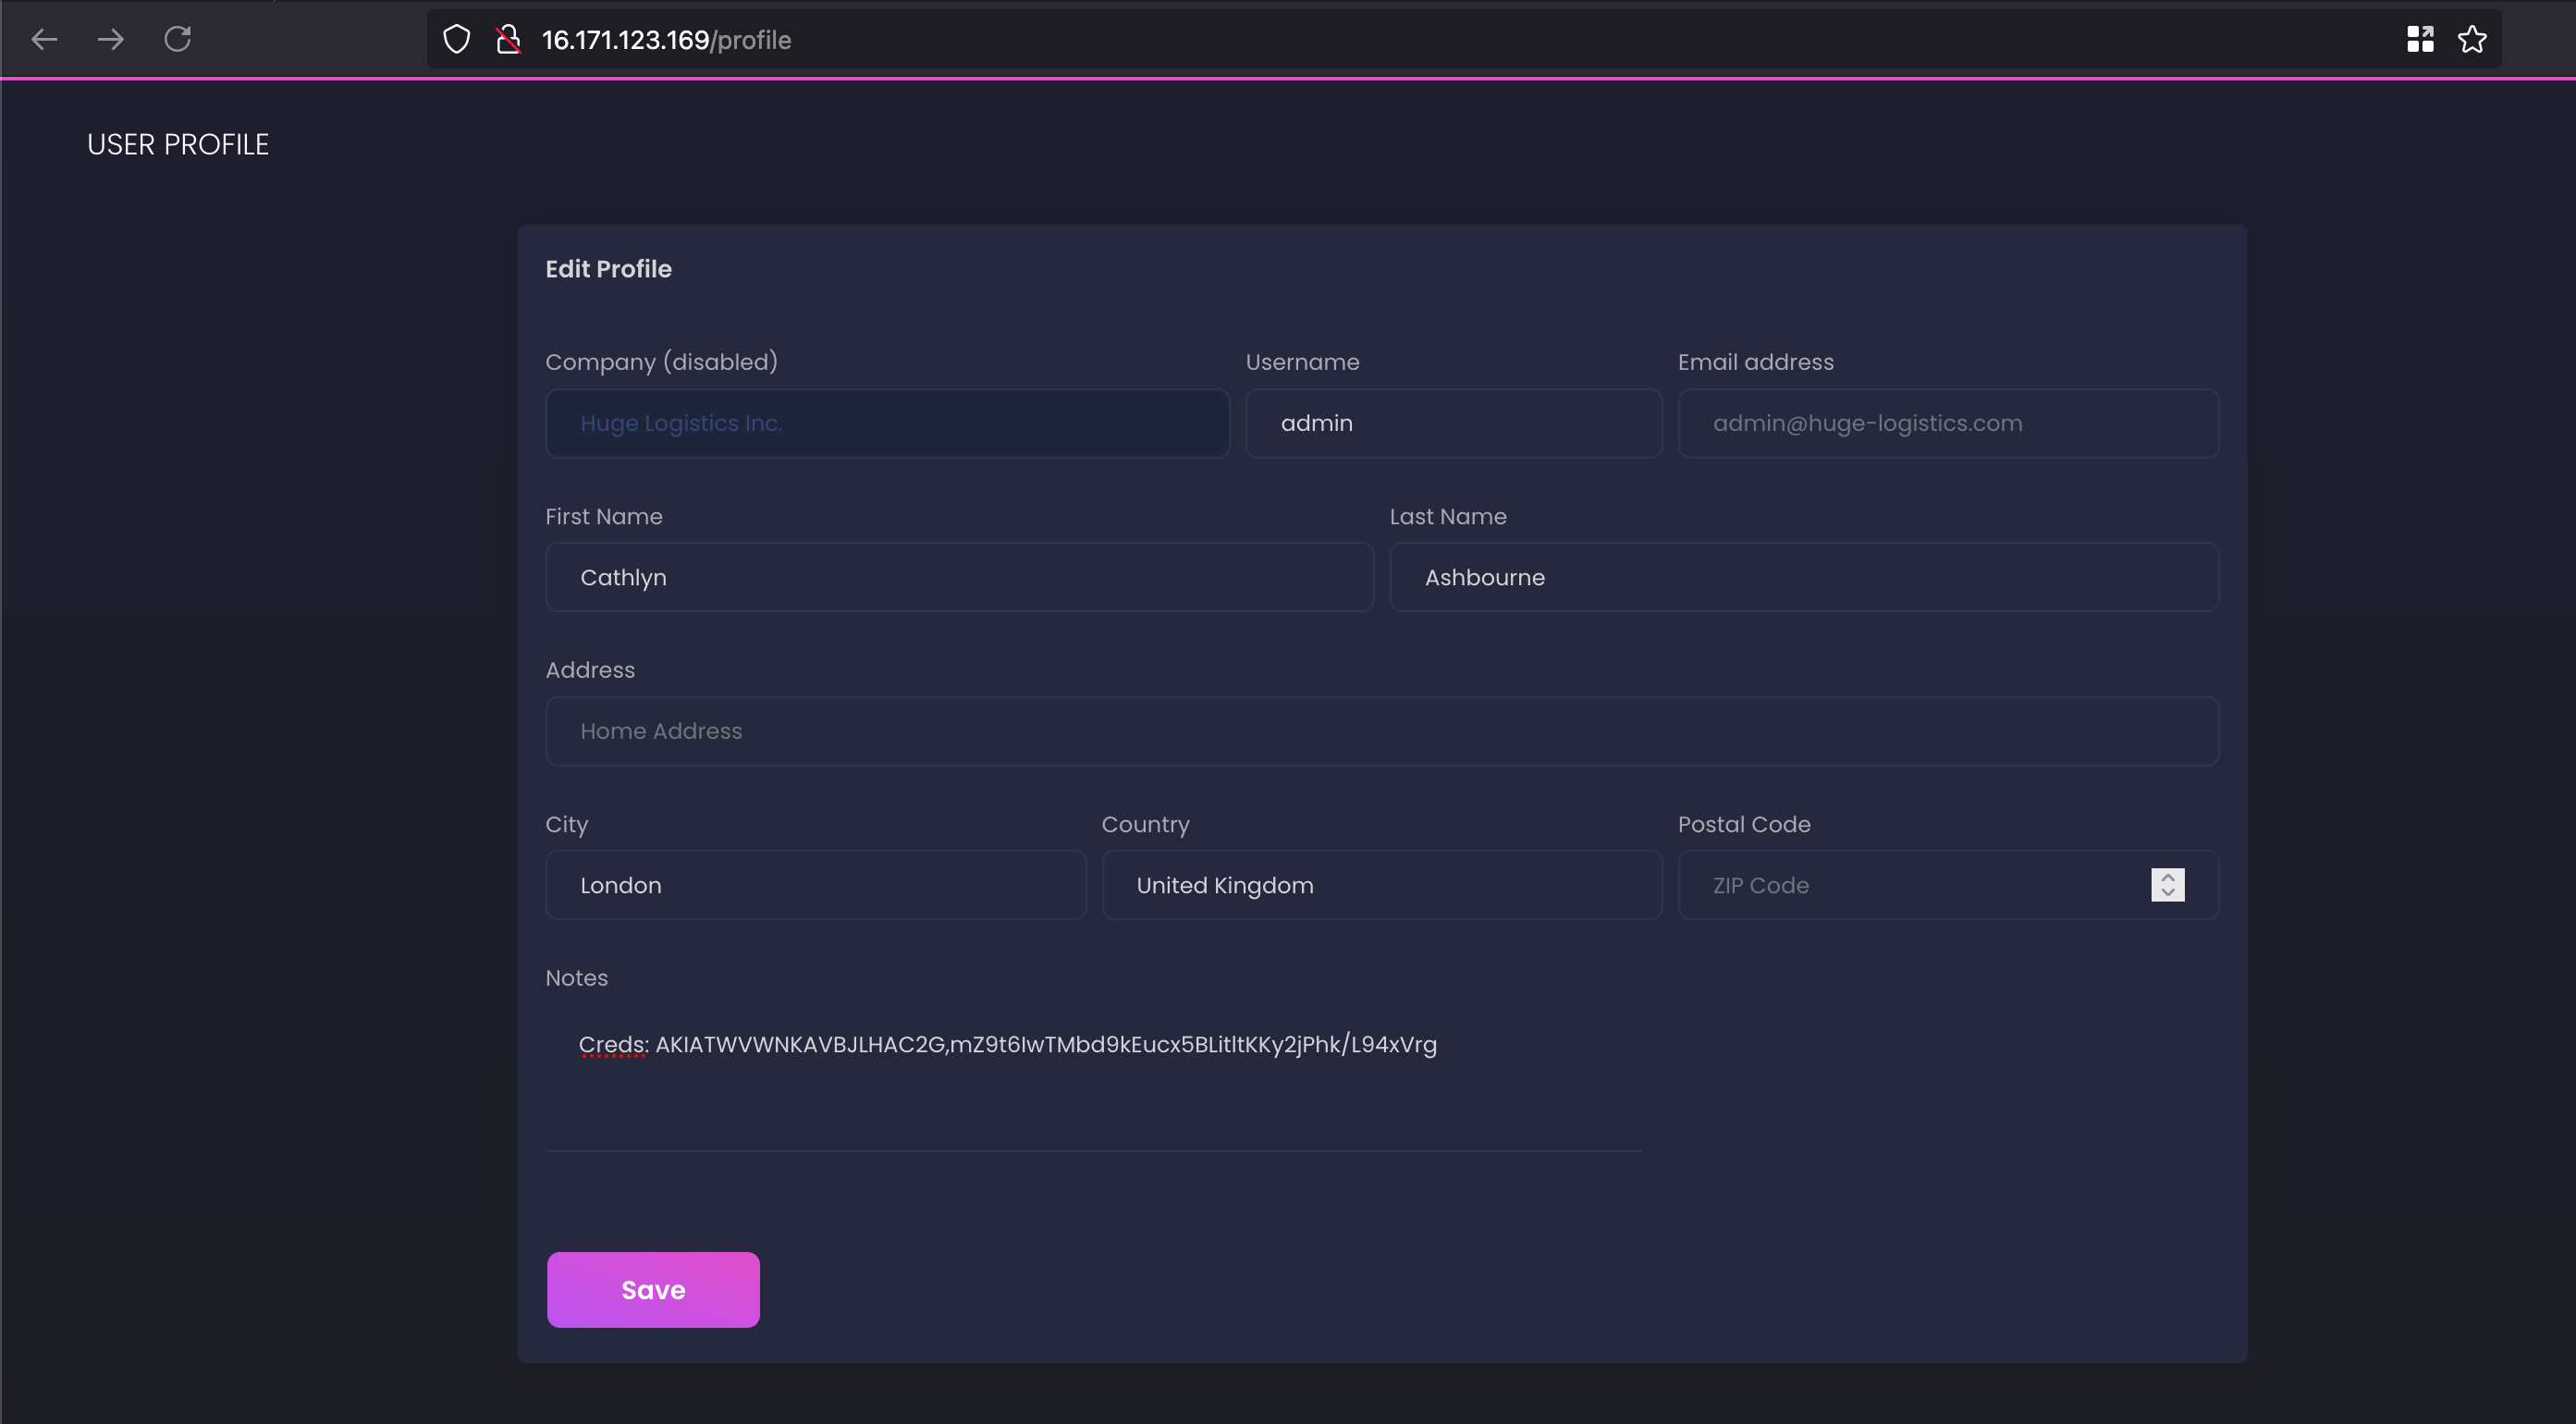 16.171.123.169/profile
USER PROFILE
Edit Profile
Company (disabled) Username Email address
Huge Logistics Inc. admin admin@huge-logistics.com
First Name Last Name
Cathlyn Ashbourne
Address
Home Address
City Country Postal Code
London United Kingdom ZIP Code
Notes
Creds: AKIATWVWNKAVBJLHAC2G,mZ9t6IwTMbd9kEucx5BLitltKKy2jPhk/L94xVrg
Save